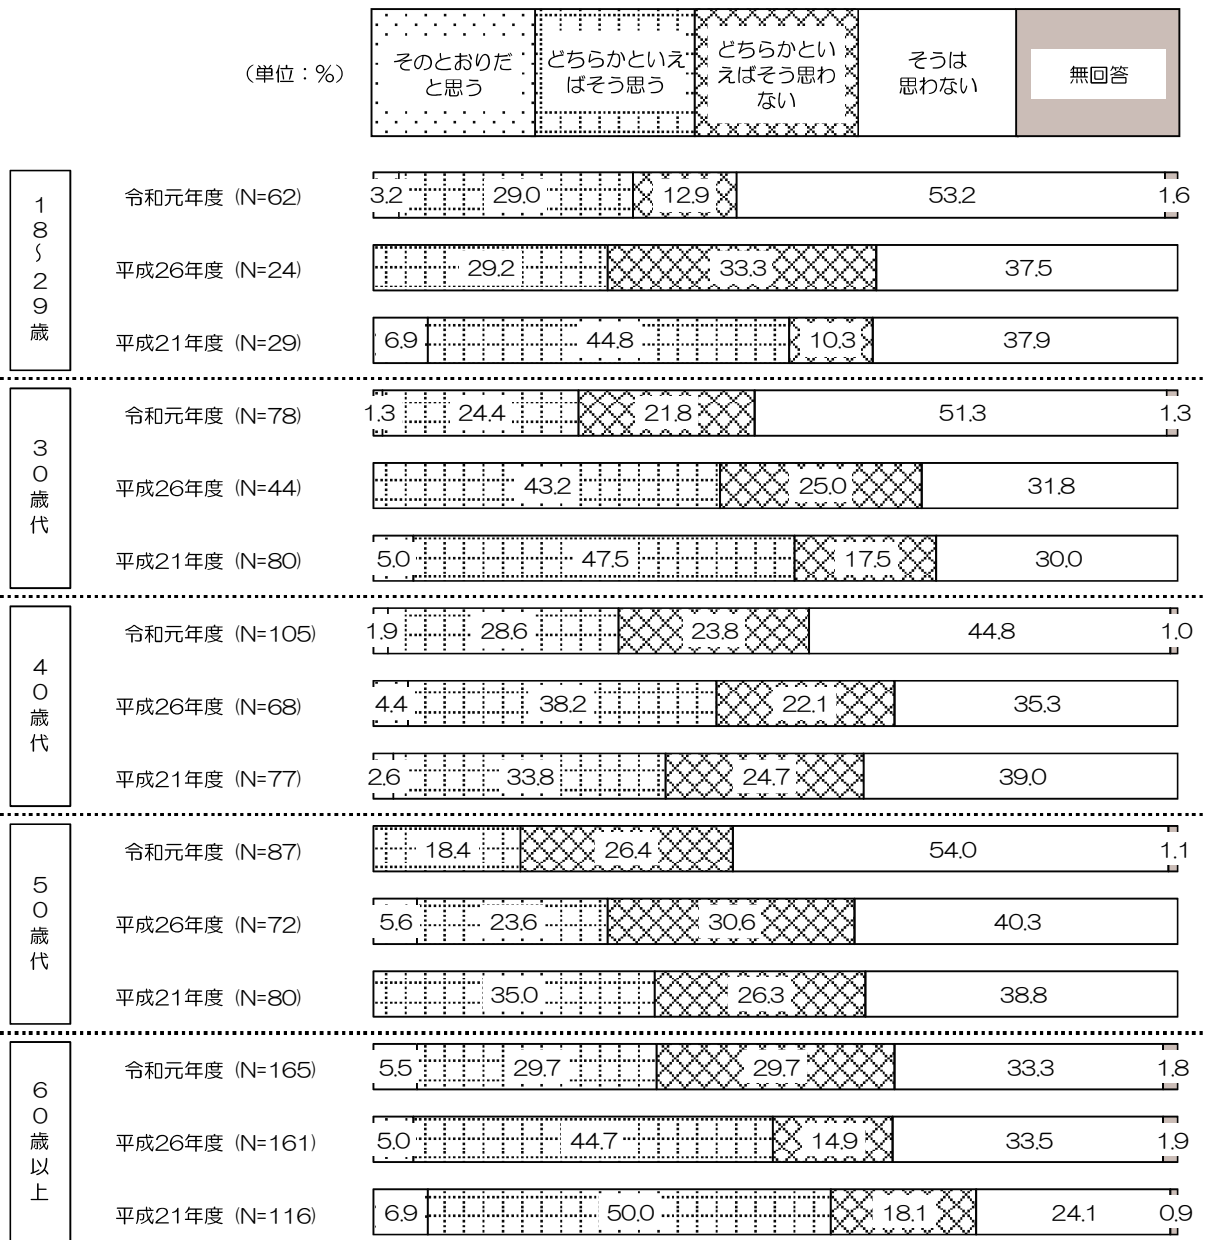 （単位：％）
そのとおりだ
と思う
どちらかといえ
ばそう思う
どちらかとい
えばそう思わ
ない
そうは
思わない
無回答
18～29歳
令和元年度 (N=62) 3.2 29.0 12.9 53.2 1.6
平成26年度 (N=24) 29.2 33.3 37.5
平成21年度 (N=29) 6.9 44.8 10.3 37.9
30歳代
令和元年度 (N=78) 1.3 24.4 21.8 51.3 1.3
平成26年度 (N=44) 43.2 25.0 31.8
平成21年度 (N=80) 5.0 47.5 17.5 30.0
40歳代
令和元年度 (N=105) 1.9 28.6 23.8 44.8 1.0
平成26年度 (N=68) 4.4 38.2 22.1 35.3
平成21年度 (N=77) 2.6 33.8 24.7 39.0
50歳代
令和元年度 (N=87) 18.4 26.4 54.0 1.1
平成26年度 (N=72) 5.6 23.6 30.6 40.3
平成21年度 (N=80) 35.0 26.3 38.8
60歳以上
令和元年度 (N=165) 5.5 29.7 29.7 33.3 1.8
平成26年度 (N=161) 5.0 44.7 14.9 33.5 1.9
平成21年度 (N=116) 6.9 50.0 18.1 24.1 0.9